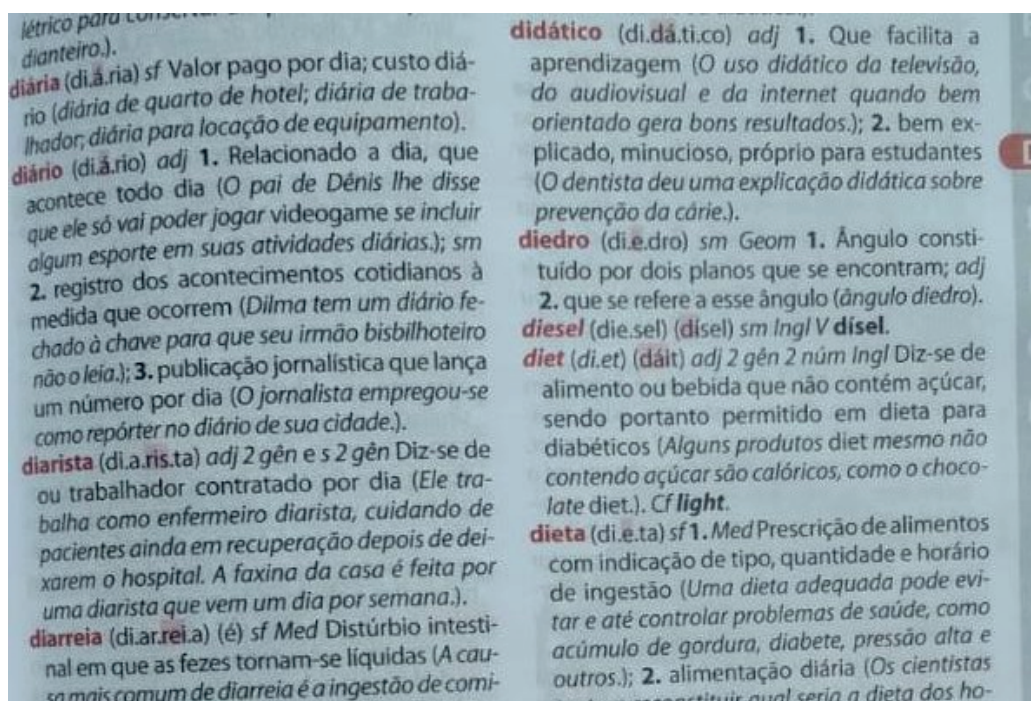 létrico para
dianteiro.).
diária (di.á.ria) sf Valor pago por dia; custo diá-
rio (diária de quarto de hotel; diária de traba-
lhador; diária para locação de equipamento).
diário (di.á.rio) adj 1. Relacionado a dia, que
acontece todo dia (O pai de Dênis lhe disse
que ele só vai poder jogar videogame se incluir
algum esporte em suas atividades diárias.); sm
2. registro dos acontecimentos cotidianos à
medida que ocorrem (Dilma tem um diário fe-
chado à chave para que seu irmão bisbilhoteiro
não o leia.); 3. publicação jornalística que lança
um número por dia (O jornalista empregou-se
como repórter no diário de sua cidade.).
diarista (di.a.ris.ta) adj 2 gên e s 2 gên Diz-se de
ou trabalhador contratado por dia (Ele tra-
balha como enfermeiro diarista, cuidando de
pacientes ainda em recuperação depois de dei-
xarem o hospital. A faxina da casa é feita por
uma diarista que vem um dia por semana.).
diarreia (di.ar.rei.a) (é) sf Med Distúrbio intesti-
nal em que as fezes tornam-se líquidas (A cau-
sa mais comum de diarreia é a ingestão de comi-
didático (di.dá.ti.co) adj 1. Que facilita a
aprendizagem (O uso didático da televisão,
do audiovisual e da internet quando bem
orientado gera bons resultados.); 2. bem ex-
plicado, minucioso, próprio para estudantes
(O dentista deu uma explicação didática sobre
prevenção da cárie.).
diedro (di.e.dro) sm Geom 1. Ângulo consti-
tuído por dois planos que se encontram; adj
2. que se refere a esse ângulo (ângulo diedro).
diesel (die.sel) (dísel) sm Ingl V dísel.
diet (di.et) (dáit) adj 2 gên 2 núm Ingl Diz-se de
alimento ou bebida que não contém açúcar,
sendo portanto permitido em dieta para
diabéticos (Alguns produtos diet mesmo não
contendo açúcar são calóricos, como o choco-
late diet.). Cf light.
dieta (di.e.ta) sf 1. Med Prescrição de alimentos
com indicação de tipo, quantidade e horário
de ingestão (Uma dieta adequada pode evi-
tar e até controlar problemas de saúde, como
acúmulo de gordura, diabete, pressão alta e
outros.); 2. alimentação diária (Os cientistas
qual seria a dieta dos ho-